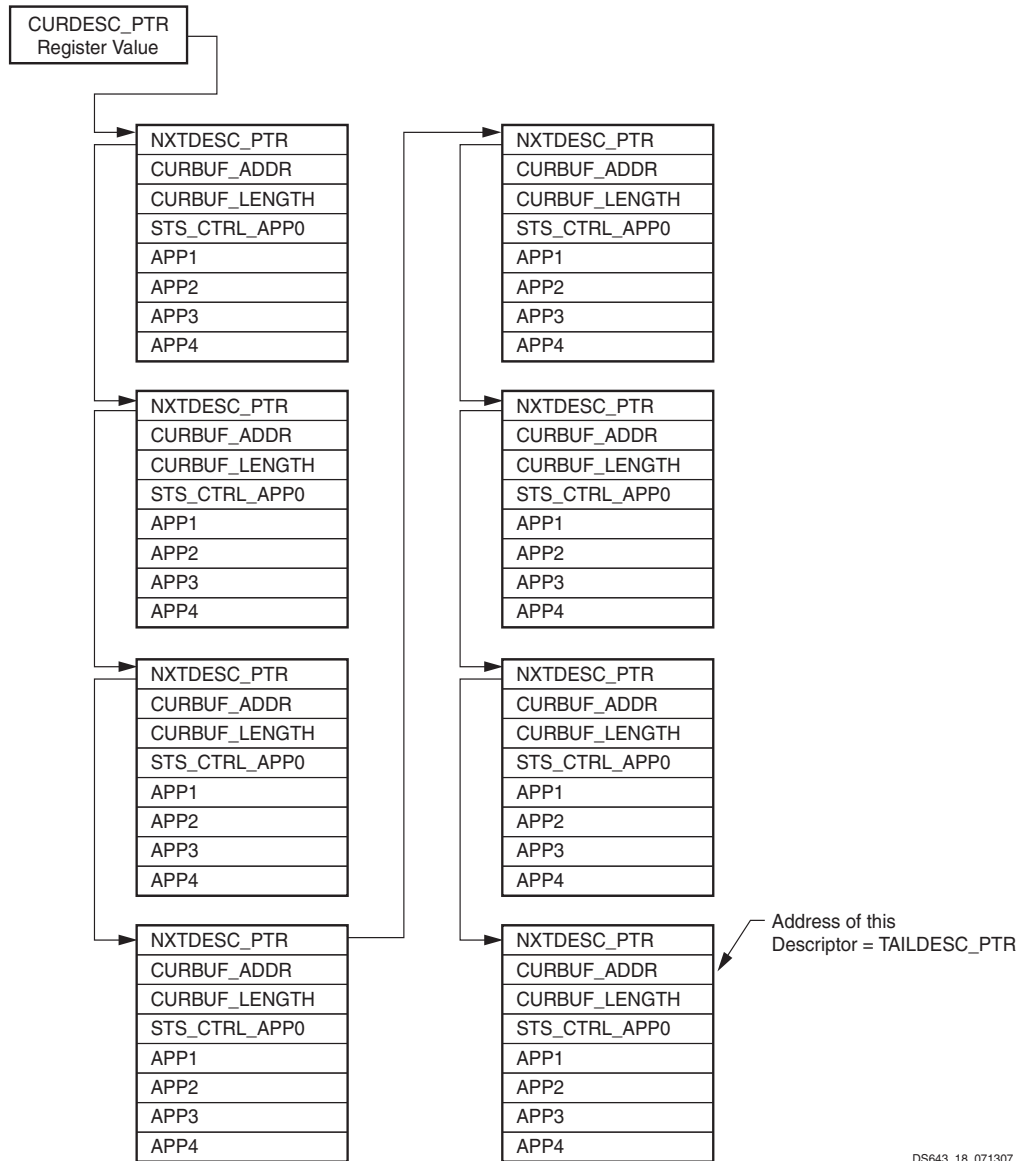 CURDESC_PTR
Register Value
NXTDESC_PTR
CURBUF_ADDR
CURBUF_LENGTH
STS_CTRL_APP0
APP1
APP2
APP3
APP4
NXTDESC_PTR
CURBUF_ADDR
CURBUF_LENGTH
STS_CTRL_APP0
APP1
APP2
APP3
APP4
NXTDESC_PTR
CURBUF_ADDR
CURBUF_LENGTH
STS_CTRL_APP0
APP1
APP2
APP3
APP4
NXTDESC_PTR
CURBUF_ADDR
CURBUF_LENGTH
STS_CTRL_APP0
APP1
APP2
APP3
APP4
NXTDESC_PTR
CURBUF_ADDR
CURBUF_LENGTH
STS_CTRL_APP0
APP1
APP2
APP3
APP4
NXTDESC_PTR
CURBUF_ADDR
CURBUF_LENGTH
STS_CTRL_APP0
APP1
APP2
APP3
APP4
NXTDESC_PTR
CURBUF_ADDR
CURBUF_LENGTH
STS_CTRL_APP0
APP1
APP2
APP3
APP4
NXTDESC_PTR
CURBUF_ADDR
CURBUF_LENGTH
STS_CTRL_APP0
APP1
APP2
APP3
APP4
Address of this
Descriptor = TAILDESC_PTR
DS643_18_071307